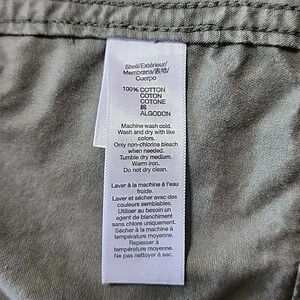 Shell/Extérieur/
Membrana/表地/
Cuerpo
100% COTTON
COTON
COTONE
綿
ALGODON
Machine wash cold.
Wash and dry with like
colors.
Only non-chlorine bleach
when needed.
Tumble dry medium.
Warm iron.
Do not dry clean.
Laver à la machine à l'eau
froide.
Laver et sécher avec des
couleurs semblables.
Utiliser au besoin un
agent de blanchiment
sans chlore uniquement.
Sécher à la machine à
température moyenne.
Repasser à
température moyenne.
Ne pas nettoyer à sec.